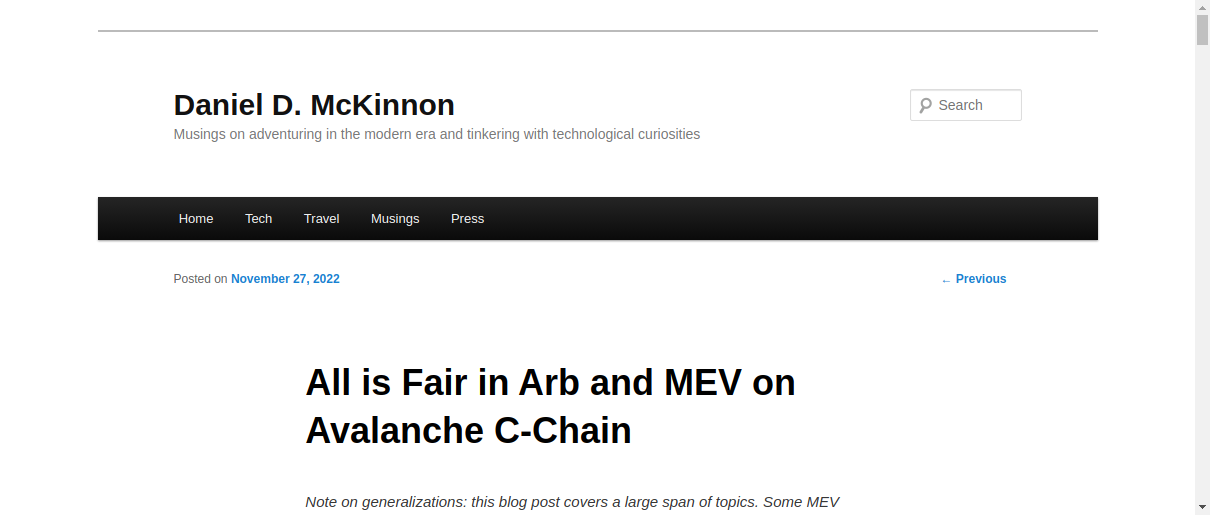 Daniel D. McKinnon
Search
Musings on adventuring in the modern era and tinkering with technological curiosities
Home Tech Travel Musings Press
Posted on November 27, 2022 ← Previous
All is Fair in Arb and MEV on
Avalanche C-Chain
Note on generalizations: this blog post covers a large span of topics. Some MEV